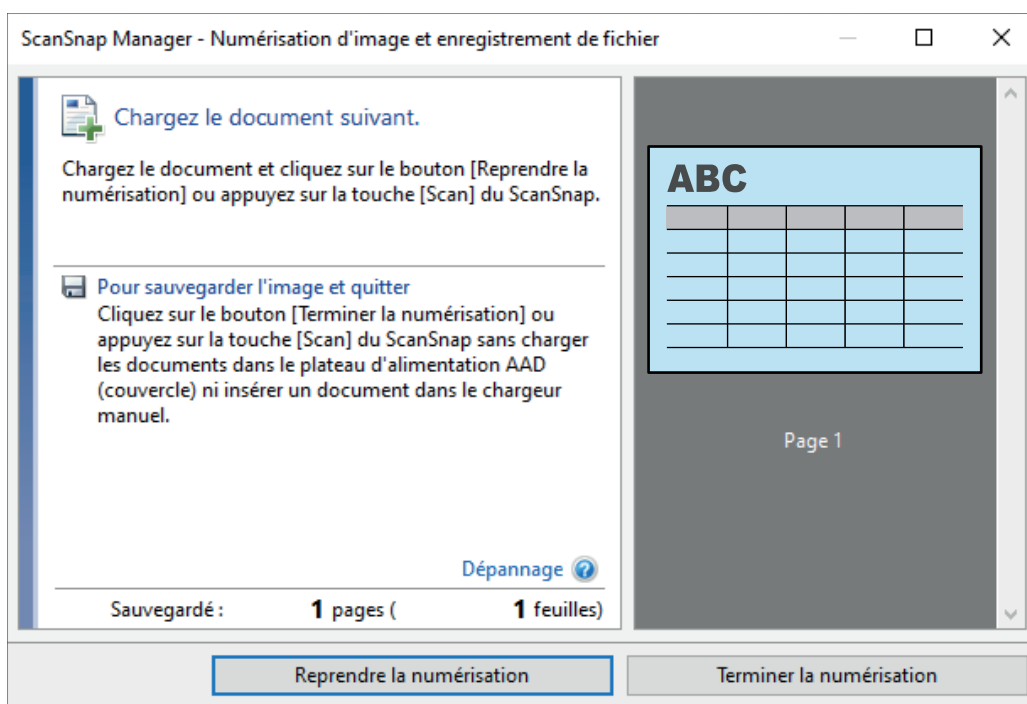 ScanSnap Manager - Numérisation d'image et enregistrement de fichier
Chargez le document suivant.
Chargez le document et cliquez sur le bouton [Reprendre la
numérisation] ou appuyez sur la touche [Scan] du ScanSnap.
Pour sauvegarder l'image et quitter
Cliquez sur le bouton [Terminer la numérisation] ou
appuyez sur la touche [Scan] du ScanSnap sans charger
les documents dans le plateau d'alimentation AAD
(couvercle) ni insérer un document dans le chargeur
manuel.
Dépannage
Sauvegardé : 1 pages ( 1 feuilles)
ABC
Page 1
Reprendre la numérisation
Terminer la numérisation